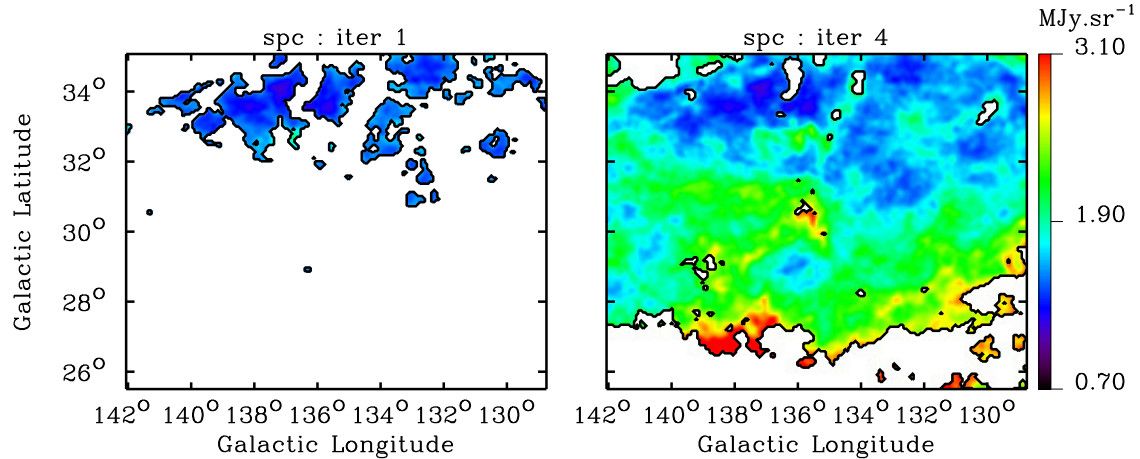 spc : iter 1
spc : iter 4
MJy.sr⁻¹
Galactic Latitude
34°
32°
30°
28°
26°
142° 140° 138° 136° 134° 132° 130°
Galactic Longitude
142° 140° 138° 136° 134° 132° 130°
Galactic Longitude
3.10
1.90
0.70